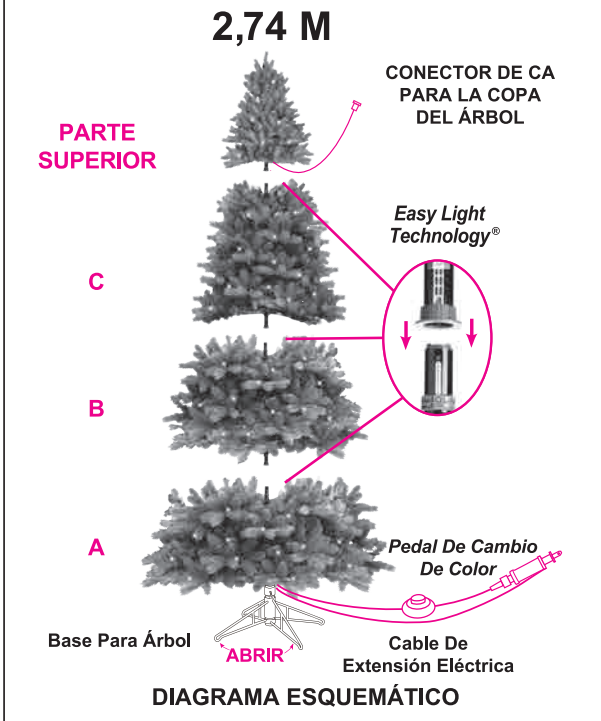 2,74 M
CONECTOR DE CA
PARA LA COPA
DEL ÁRBOL
PARTE
SUPERIOR
Easy Light
Technology®
C
B
A
Pedal De Cambio
De Color
Base Para Árbol
ABRIR
Cable De
Extensión Eléctrica
DIAGRAMA ESQUEMÁTICO